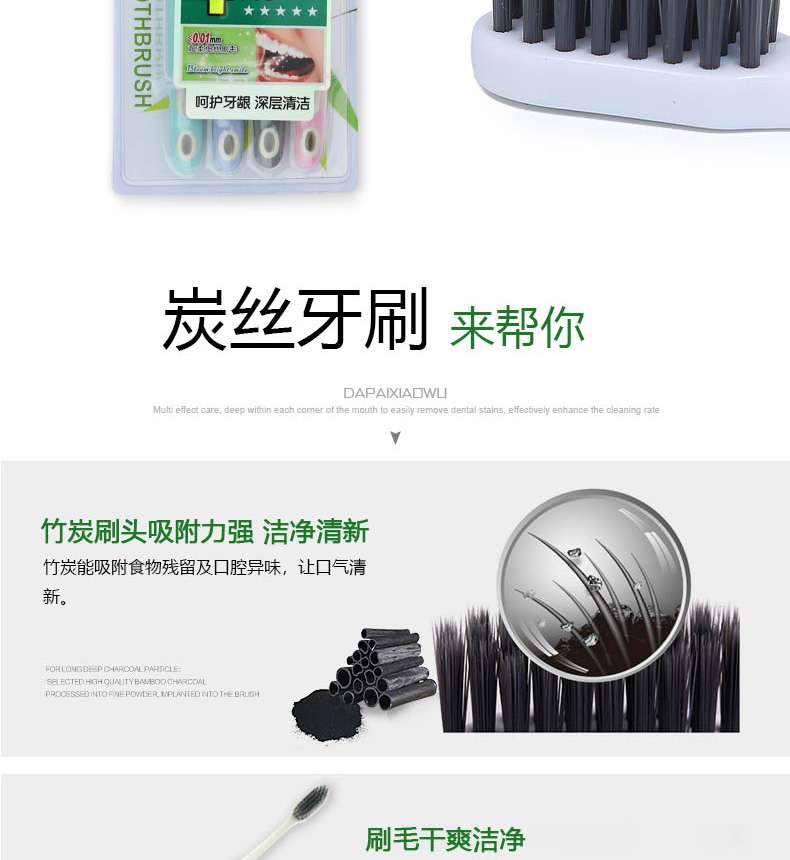 OTHBRUSH
≤0.01mm
Bloom bright smile
呵护牙龈 深层清洁
炭丝牙刷 来帮你
DAPAIXIAOWU
Multi effect care, deep within each corner of the mouth to easily remove dental stains, effectively enhance the cleaning rate
竹炭刷头吸附力强 洁净清新
竹炭能吸附食物残留及口腔异味，让口气清
新。
FOR LONG DEEP CHARCOAL PARTICLE:
SELECTED HIGH QUALITY BAMBOO CHARCOAL
PROCESSED INTO FINE POWDER, IMPLANTED INTO THE BRUSH
刷毛干爽洁净